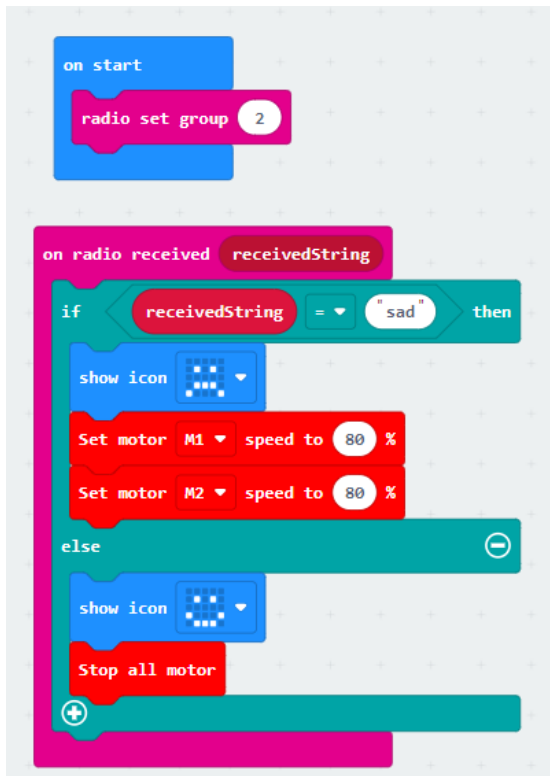 on start
radio set group 2
on radio received receivedString
if receivedString = "sad" then
show icon
Set motor M1 speed to 80 %
Set motor M2 speed to 80 %
else
show icon
Stop all motor